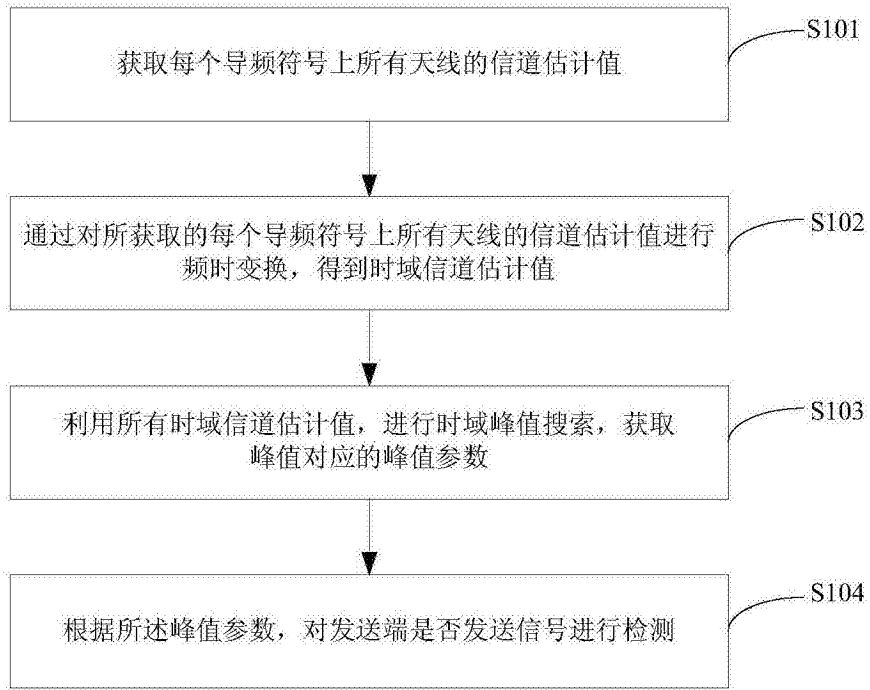 获取每个导频符号上所有天线的信道估计值
S101
通过对所获取的每个导频符号上所有天线的信道估计值进行
频时变换，得到时域信道估计值
S102
利用所有时域信道估计值，进行时域峰值搜索，获取
峰值对应的峰值参数
S103
根据所述峰值参数，对发送端是否发送信号进行检测
S104